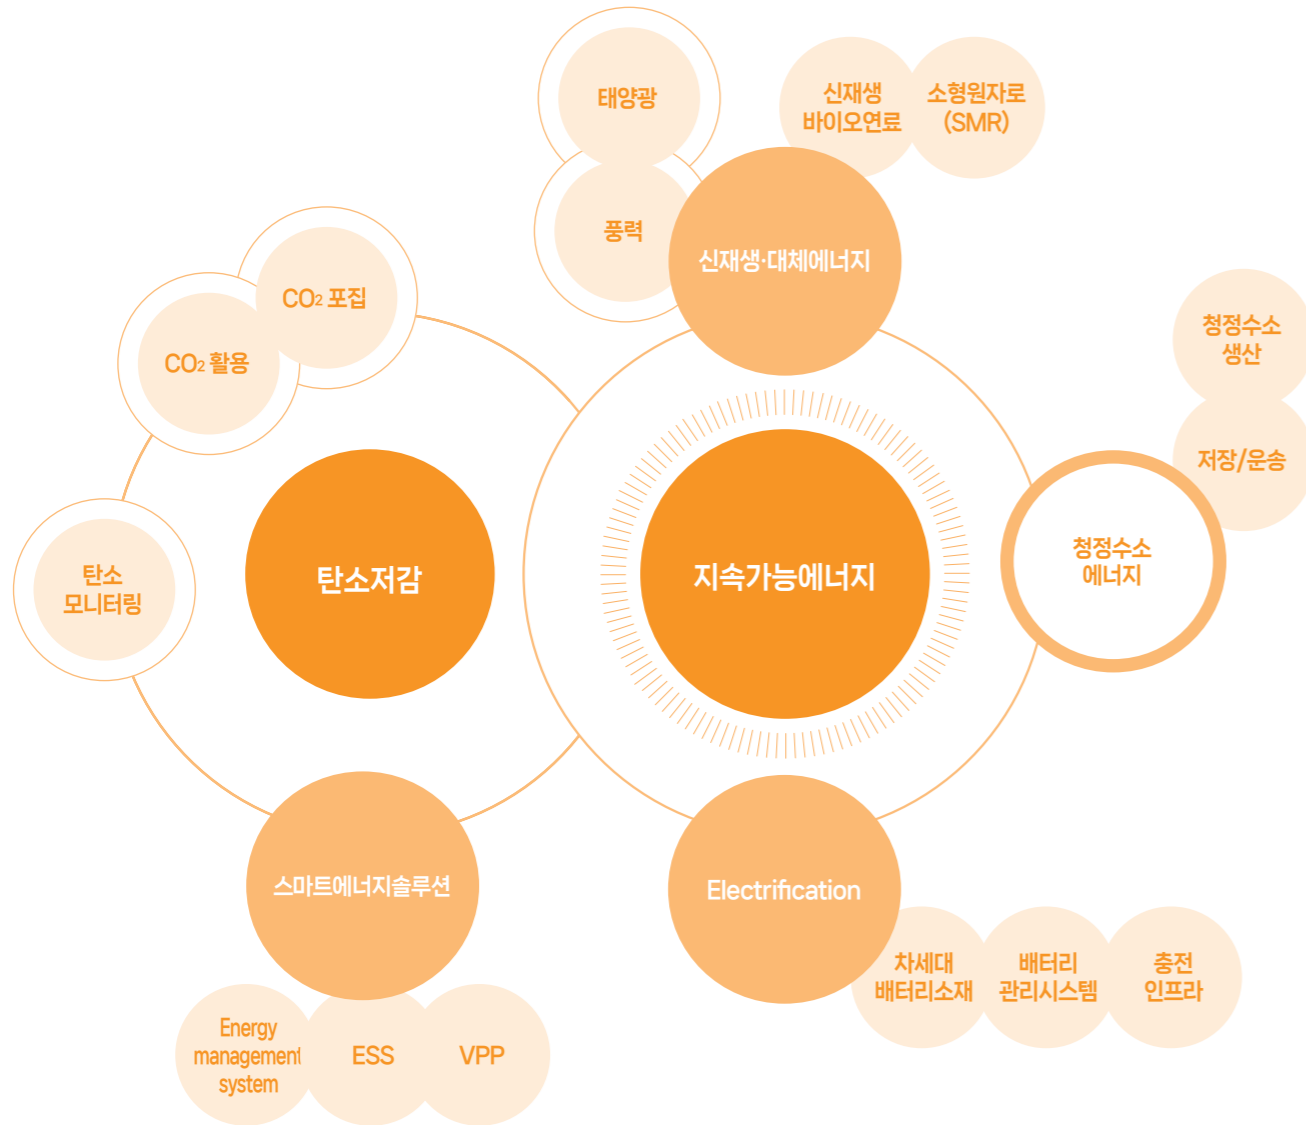 태양광
풍력
신재생
바이오연료
소형원자로
(SMR)
신재생·대체에너지
CO2 포집
CO2 활용
탄소
모니터링
탄소저감
지속가능에너지
청정수소
생산
저장/운송
청정수소
에너지
스마트에너지솔루션
Energy
management
system
ESS
VPP
Electrification
차세대
배터리소재
배터리
관리시스템
충전
인프라